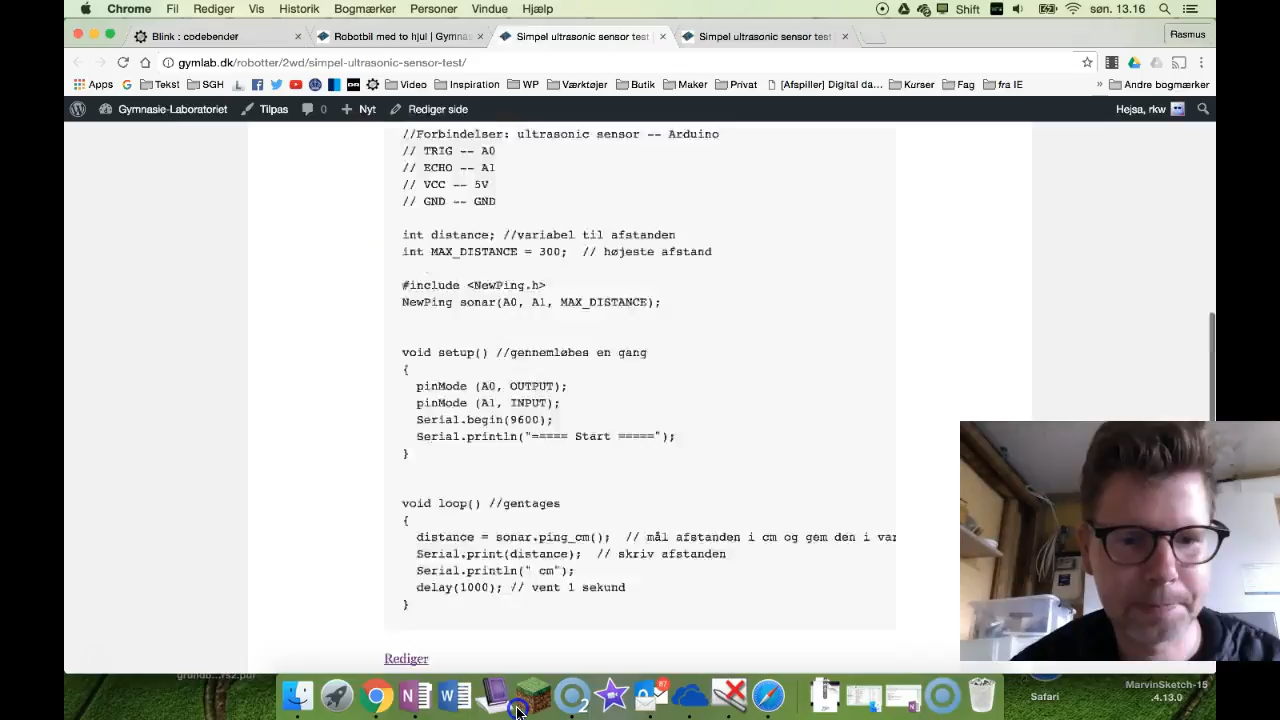 Chrome Fil Rediger Vis Historik Bogmærker Personer Vindue Hjælp Shift søn. 13.16
Blink : codebender
Robotbil med to hjul | Gymnas
Simpel ultrasonic sensor test
Simpel ultrasonic sensor test
Rasmus
gymlab.dk/robotter/2wd/simpel-ultrasonic-sensor-test/
Apps Tekst SGH Video Inspiration WP Værktøjer Butik Maker Privat [Afspiller] Digital da… Kurser Fag fra IE Andre bogmærker
Gymnasie-Laboratoriet Tilpas 0 Nyt Rediger side Hejsa, rkw
//Forbindelser: ultrasonic sensor -- Arduino
// TRIG -- A0
// ECHO -- A1
// VCC -- 5V
// GND -- GND
int distance; //variabel til afstanden
int MAX_DISTANCE = 300; // højeste afstand
#include <NewPing.h>
NewPing sonar(A0, A1, MAX_DISTANCE);
void setup() //gennemløbes en gang
{
pinMode (A0, OUTPUT);
pinMode (A1, INPUT);
Serial.begin(9600);
Serial.println("===== Start =====");
}
void loop() //gentages
{
distance = sonar.ping_cm(); // mål afstanden i cm og gem den i var
Serial.print(distance); // skriv afstanden
Serial.println(" cm");
delay(1000); // vent 1 sekund
}
Rediger
87
2
Safari
MarvinSketch-15
.4.13.0